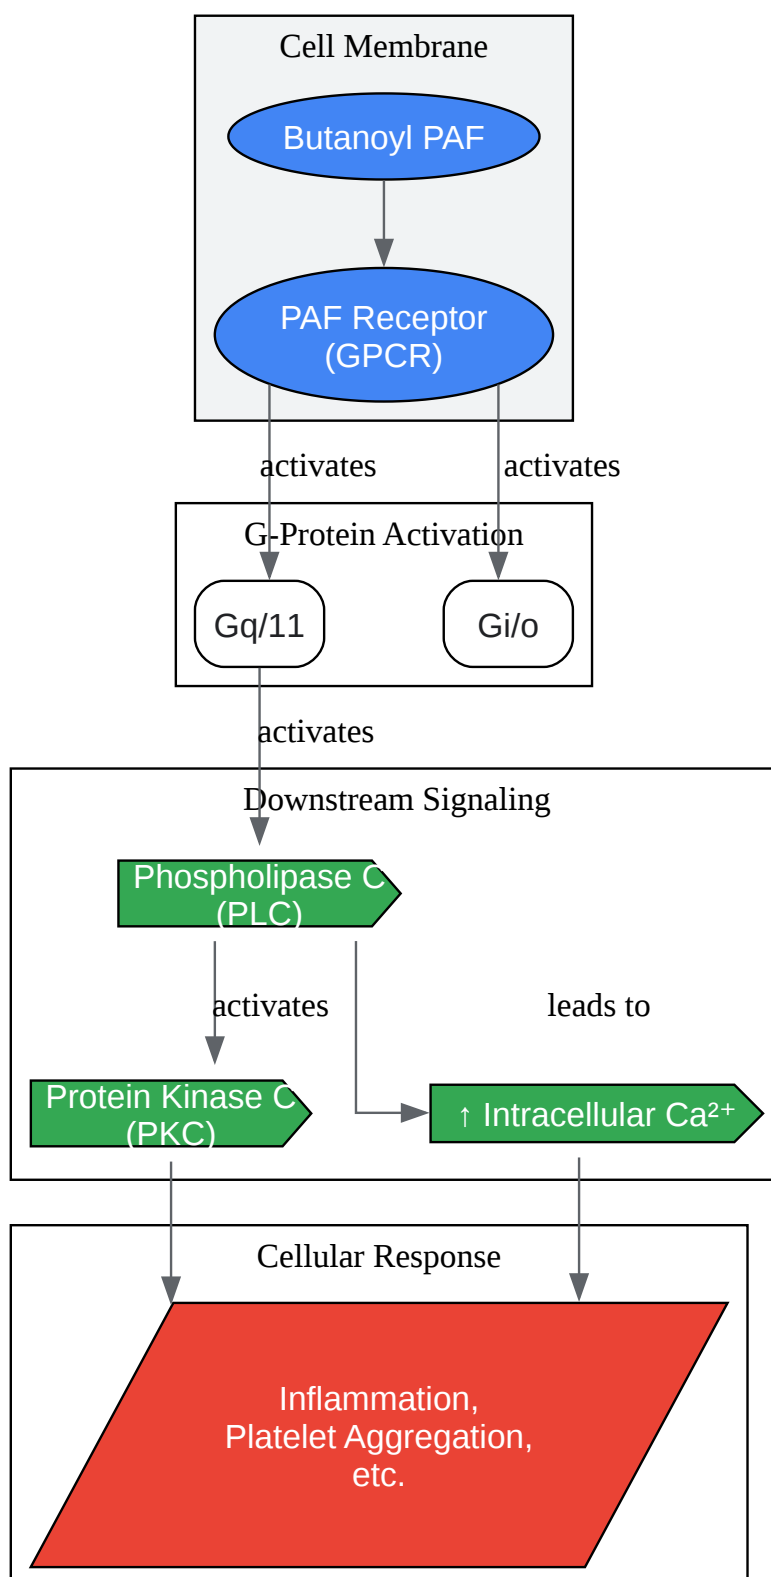 Cell Membrane
Butanoyl PAF
PAF Receptor
(GPCR)
activates
activates
G-Protein Activation
Gq/11
Gi/o
activates
Downstream Signaling
Phospholipase C
(PLC)
activates
leads to
Protein Kinase C
(PKC)
↑ Intracellular Ca²⁺
Cellular Response
Inflammation,
Platelet Aggregation,
etc.